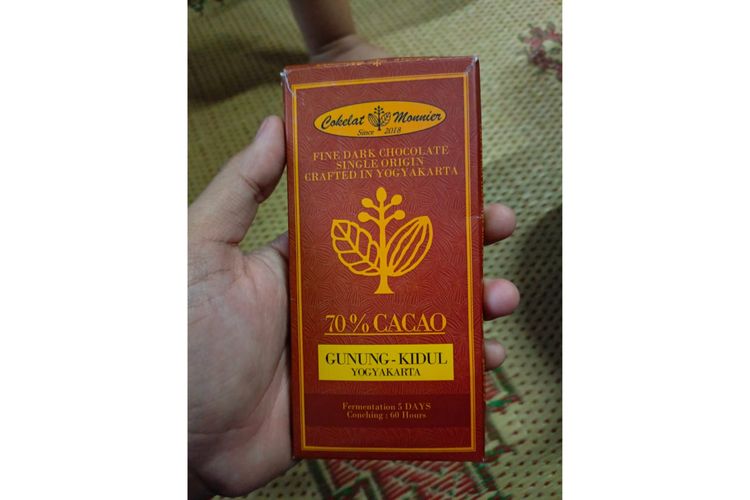 Cokelat Monnier
Since 2018
FINE DARK CHOCOLATE
SINGLE ORIGIN
CRAFTED IN YOGYAKARTA
70% CACAO
GUNUNG - KIDUL
YOGYAKARTA
Fermentation 5 DAYS
Conching : 60 Hours